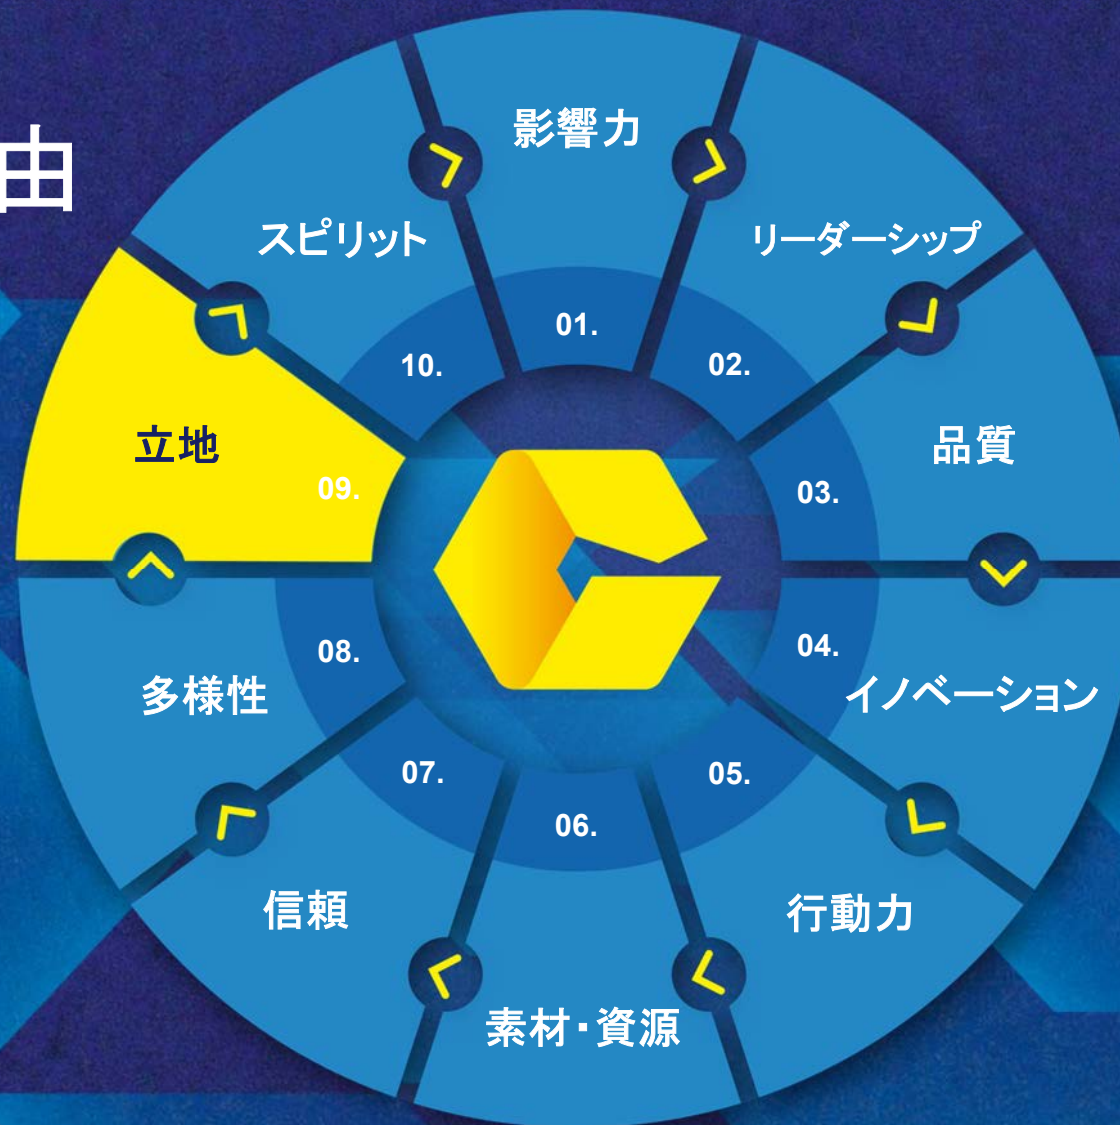 由
影響力
01.
リーダーシップ
02.
品質
03.
イノベーション
04.
行動力
05.
素材・資源
06.
信頼
07.
多様性
08.
立地
09.
スピリット
10.